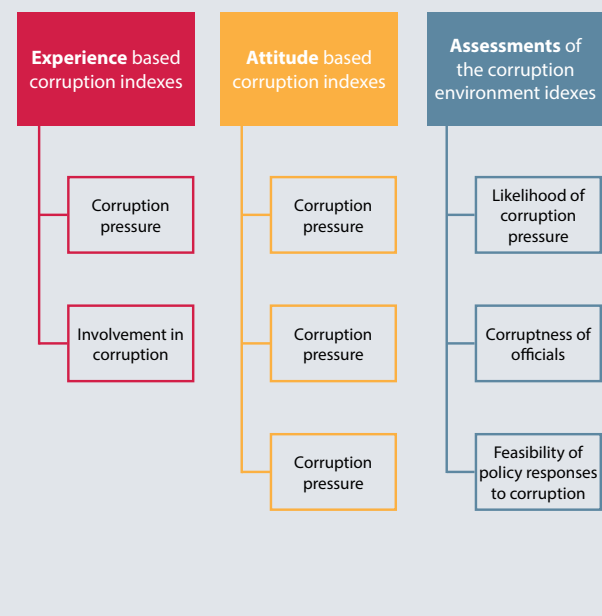 Experience based
corruption indexes
Corruption
pressure
Involvement in
corruption
Attitude based
corruption indexes
Corruption
pressure
Corruption
pressure
Corruption
pressure
Assessments of
the corruption
environment idexes
Likelihood of
corruption
pressure
Corruptness of
officials
Feasibility of
policy responses
to corruption